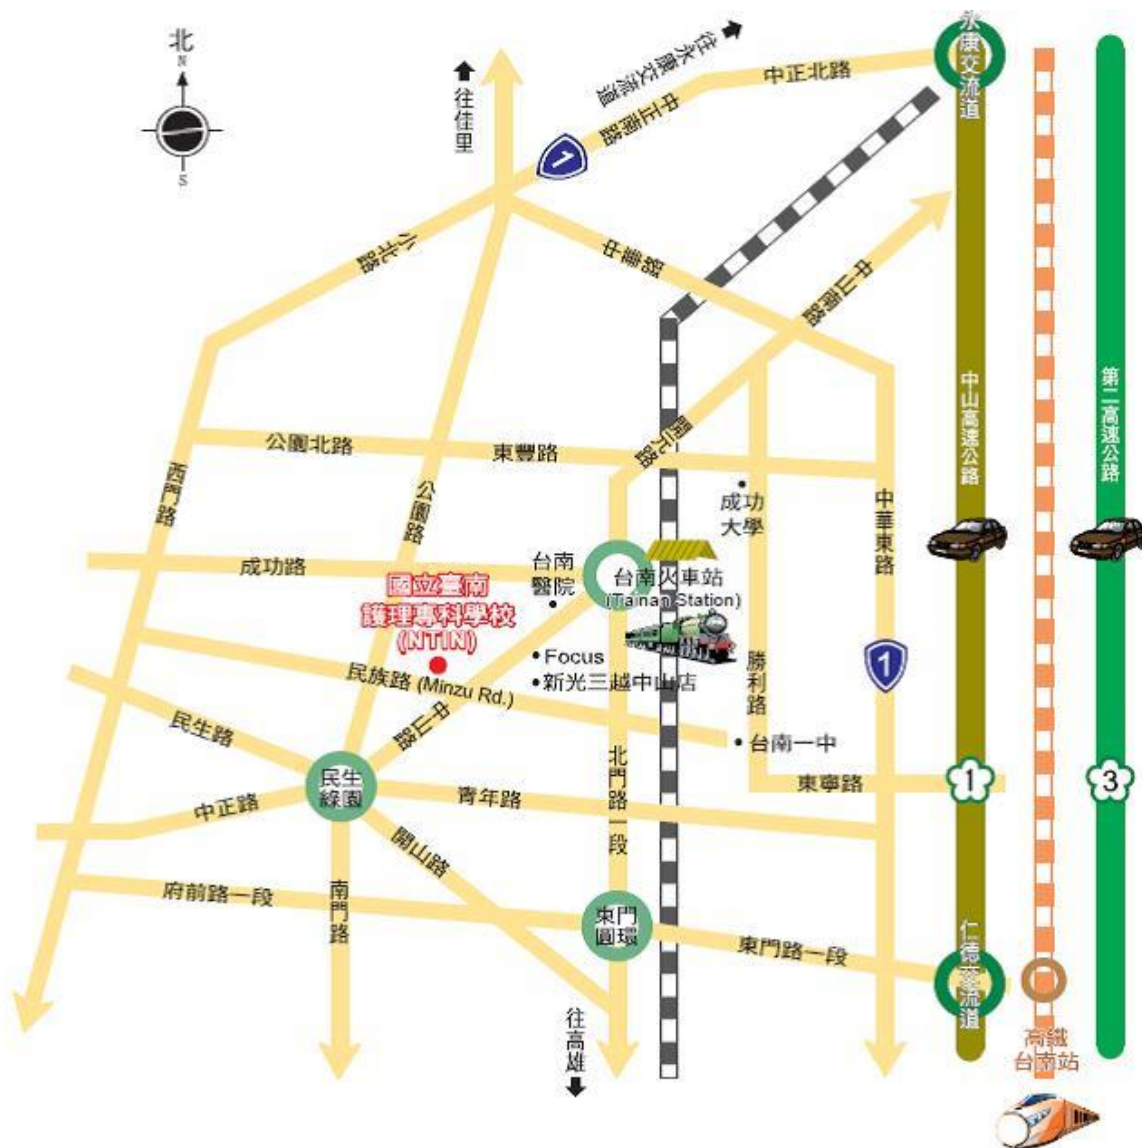 北
N
S
往佳里
往永康交流道
中正南路
1
中正北路
永康交流道
小北路
中華路
中山南路
中山高速公路
第二高速公路
公園北路
東豐路
開元路
西門路
公園路
成功
大學
中華東路
成功路
台南
醫院
台南火車站
(Tainan Station)
國立臺南
護理專科學校
(NTIN)
Focus
新光三越中山店
民族路 (Minzu Rd.)
中山路
勝利路
1
台南一中
民生路
民生
綠園
北門路一段
東寧路
1
3
中正路
青年路
開山路
府前路一段
南門路
東門
圓環
東門路一段
仁德交流道
往高雄
高鐵
台南站